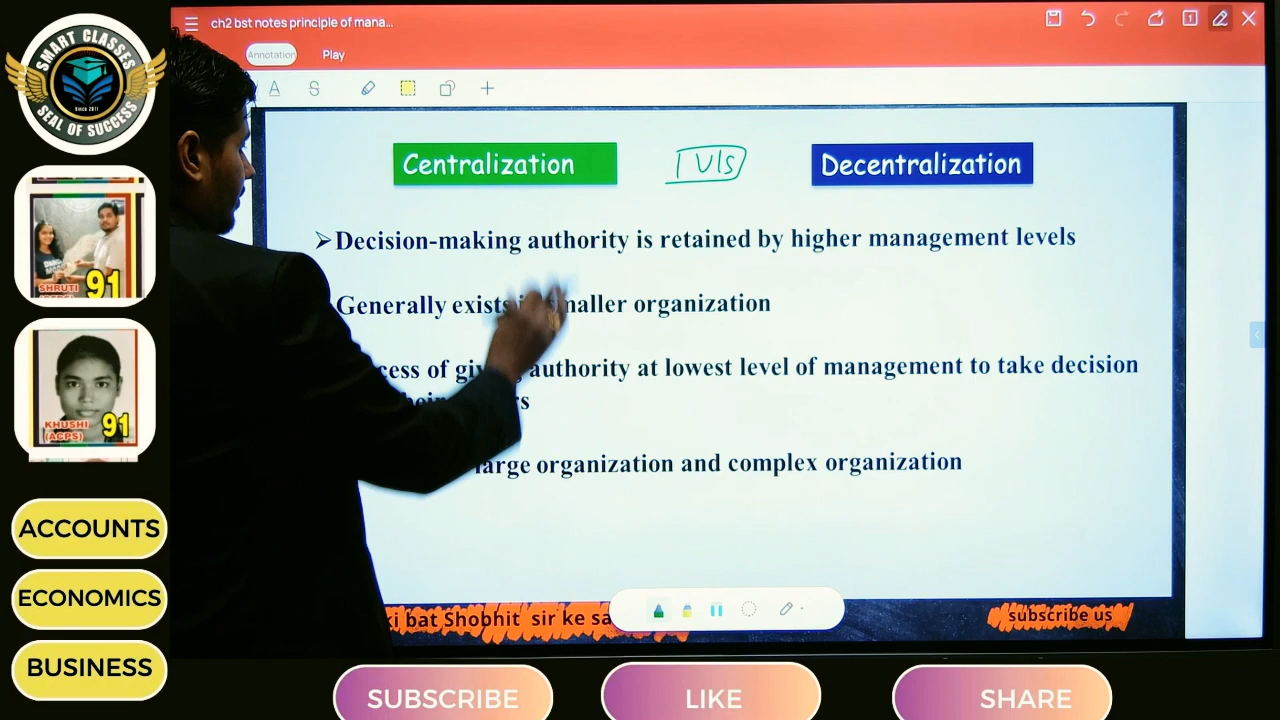 SMART CLASSES
Since 2011
SEAL OF SUCCESS
SHRUTI
91
KHUSHI
(ACPS)
91
ACCOUNTS
ECONOMICS
BUSINESS
ch2 bst notes principle of mana...
1
Annotation
Play
A
S
Centralization
VIS
Decentralization
➢Decision-making authority is retained by higher management levels
Generally exists smaller organization
of authority at lowest level of management to take decision
large organization and complex organization
ki bat Shobhit sir ke sa
subscribe us
SUBSCRIBE
LIKE
SHARE